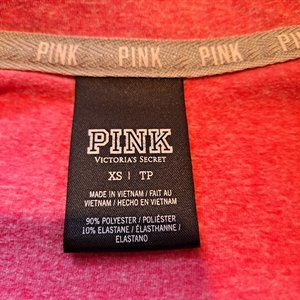 PINK PINK PINK PINK
PINK
VICTORIA'S SECRET
XS | TP
MADE IN VIETNAM / FAIT AU
VIETNAM / HECHO EN VIETNAM
90% POLYESTER / POLIÉSTER
10% ELASTANE / ÉLASTHANNE /
ELASTANO